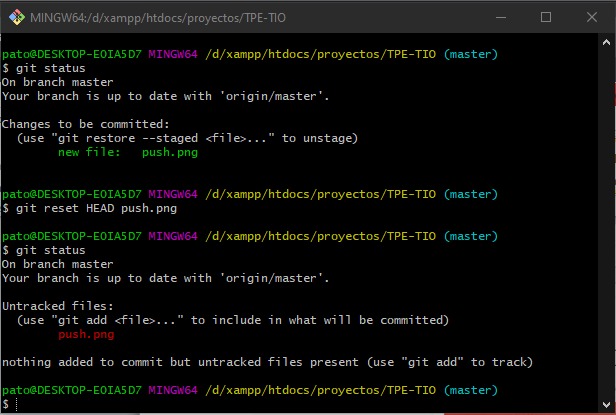 MINGW64:/d/xampp/htdocs/proyectos/TPE-TIO
pato@DESKTOP-E0IA5D7 MINGW64 /d/xampp/htdocs/proyectos/TPE-TIO (master)
$ git status
On branch master
Your branch is up to date with 'origin/master'.
Changes to be committed:
  (use "git restore --staged <file>..." to unstage)
        new file:   push.png
pato@DESKTOP-E0IA5D7 MINGW64 /d/xampp/htdocs/proyectos/TPE-TIO (master)
$ git reset HEAD push.png
pato@DESKTOP-E0IA5D7 MINGW64 /d/xampp/htdocs/proyectos/TPE-TIO (master)
$ git status
On branch master
Your branch is up to date with 'origin/master'.
Untracked files:
  (use "git add <file>..." to include in what will be committed)
        push.png
nothing added to commit but untracked files present (use "git add" to track)
pato@DESKTOP-E0IA5D7 MINGW64 /d/xampp/htdocs/proyectos/TPE-TIO (master)
$